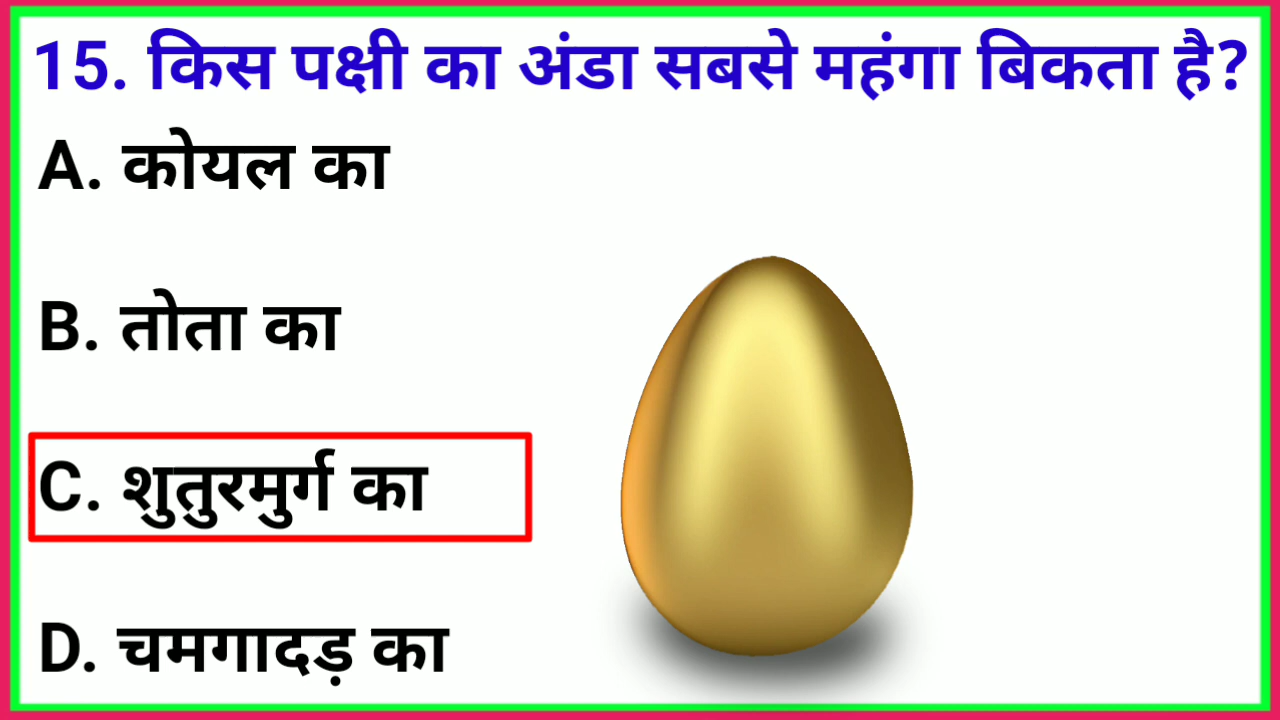 15. किस पक्षी का अंडा सबसे महंगा बिकता है?
A. कोयल का
B. तोता का
C. शुतुरमुर्ग का
D. चमगादड़ का